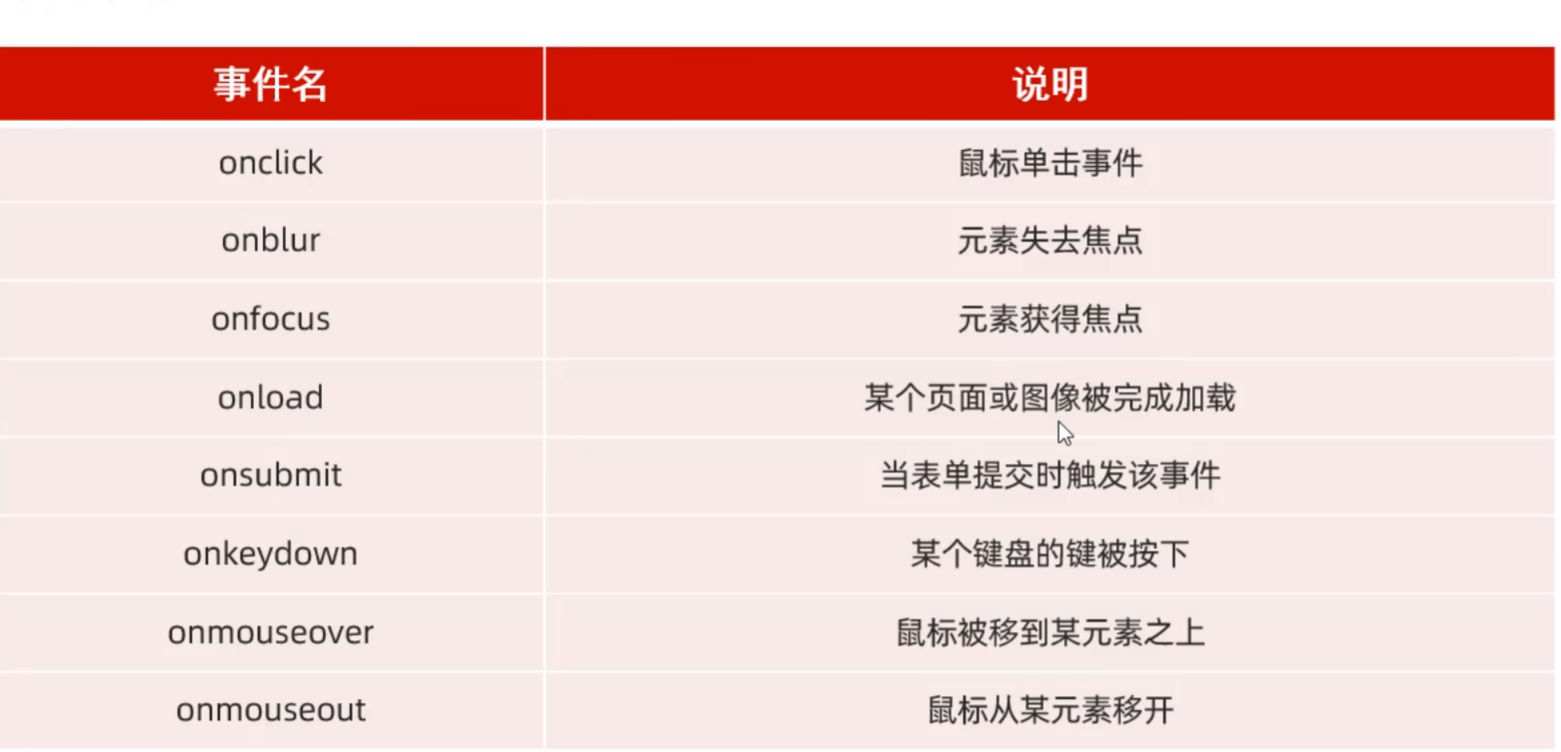 事件名 说明
onclick 鼠标单击事件
onblur 元素失去焦点
onfocus 元素获得焦点
onload 某个页面或图像被完成加载
onsubmit 当表单提交时触发该事件
onkeydown 某个键盘的键被按下
onmouseover 鼠标被移到某元素之上
onmouseout 鼠标从某元素移开